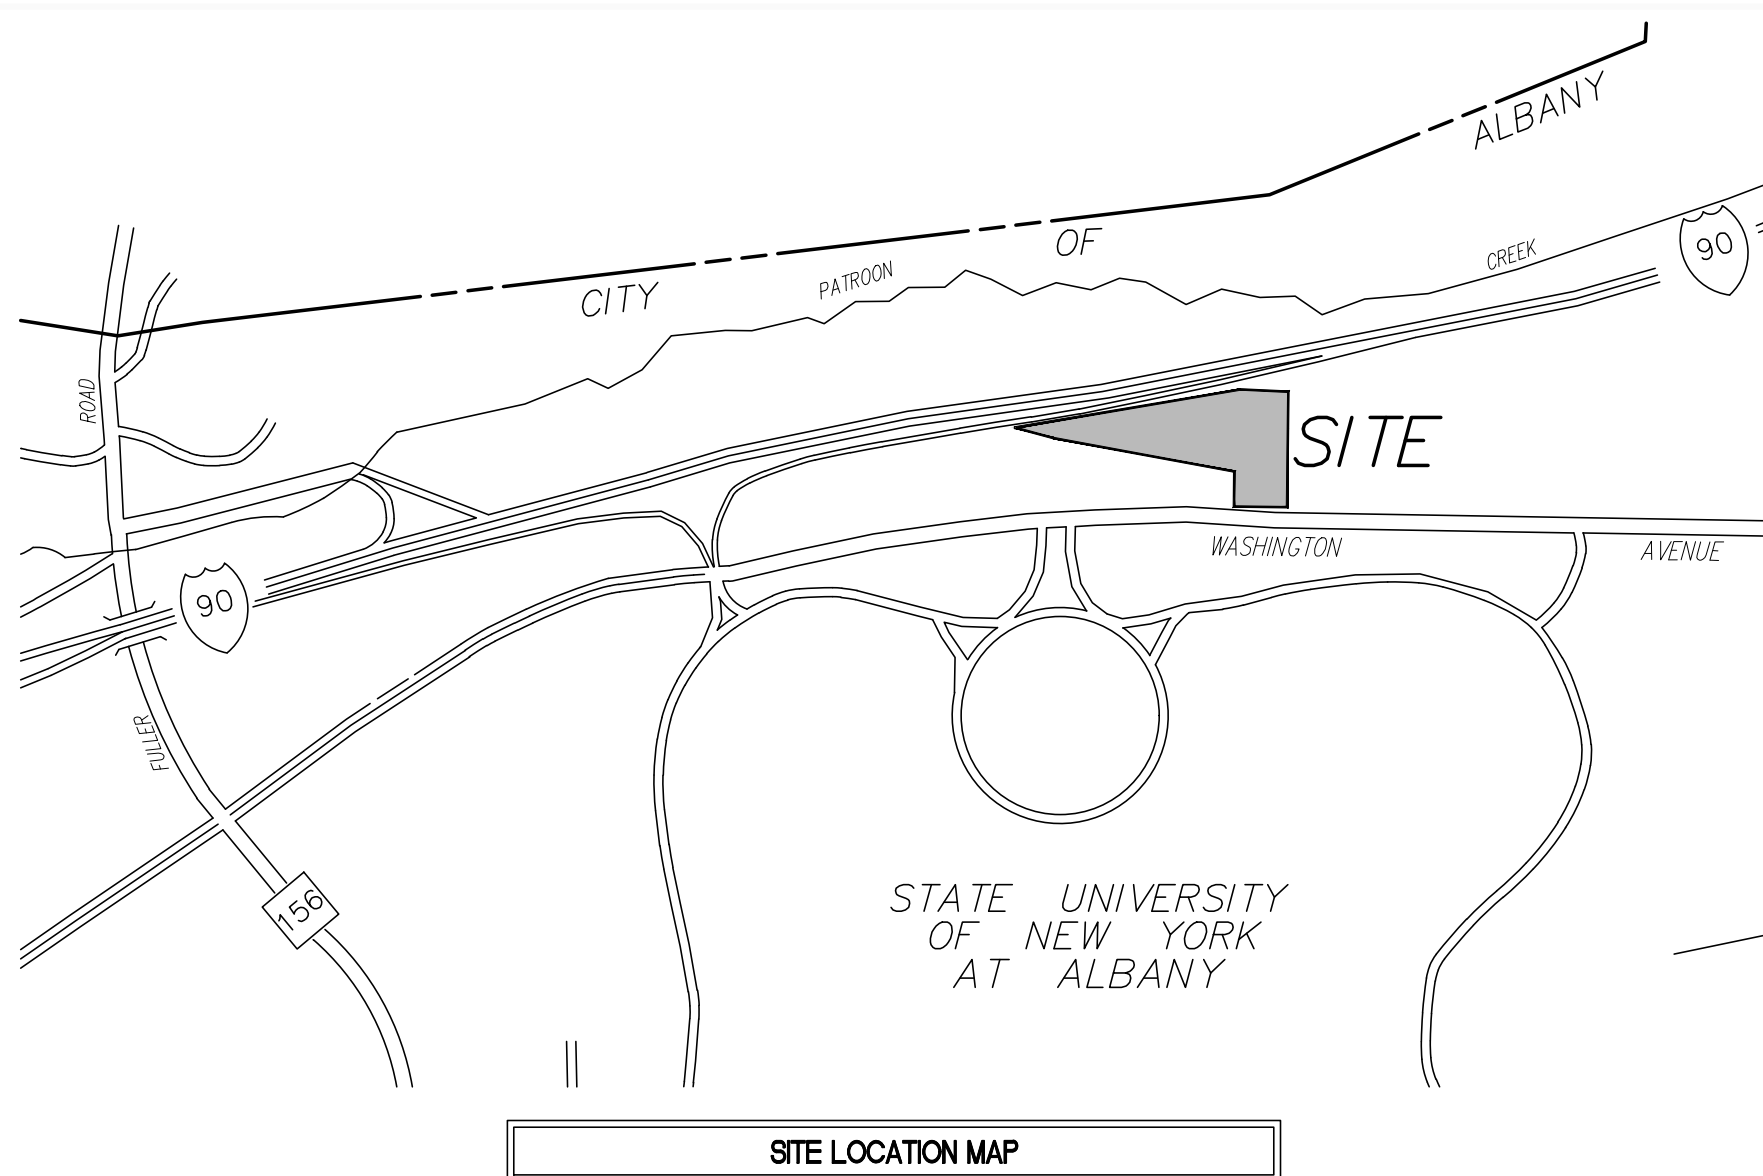 ALBANY
OF
CITY
PATROON
CREEK
90
ROAD
SITE
WASHINGTON
AVENUE
90
FULLER
156
STATE UNIVERSITY
OF NEW YORK
AT ALBANY
SITE LOCATION MAP